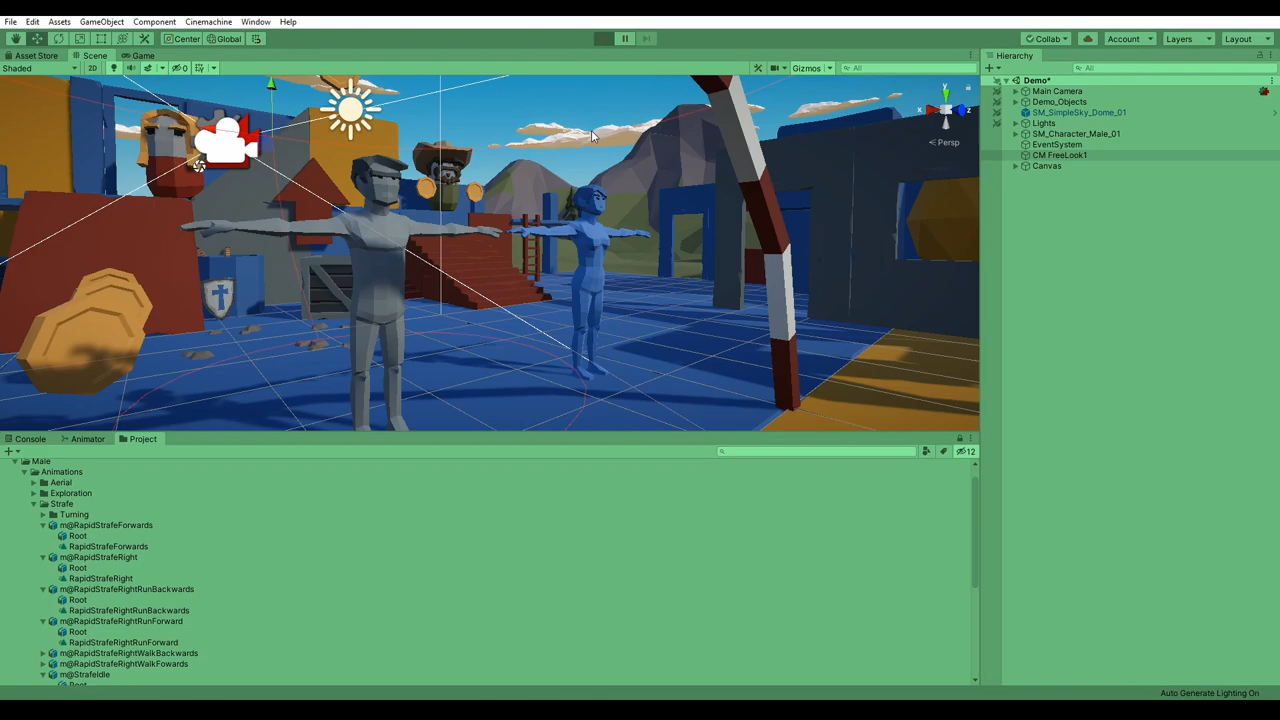 File Edit Assets GameObject Component Cinemachine Window Help
Center Global Collab Account Layers Layout
Asset Store Scene Game Hierarchy
Shaded 2D 0 Gizmos All All
Demo*
Main Camera
Demo_Objects
SM_SimpleSky_Dome_01
Lights
SM_Character_Male_01
EventSystem
CM FreeLook1
Canvas
y
x z
Persp
Console Animator Project
12
Male
Animations
Aerial
Exploration
Strafe
Turning
m@RapidStrafeForwards
Root
RapidStrafeForwards
m@RapidStrafeRight
Root
RapidStrafeRight
m@RapidStrafeRightRunBackwards
Root
RapidStrafeRightRunBackwards
m@RapidStrafeRightRunForward
Root
RapidStrafeRightRunForward
m@RapidStrafeRightWalkBackwards
m@RapidStrafeRightWalkFowards
m@StrafeIdle
Root
Auto Generate Lighting On